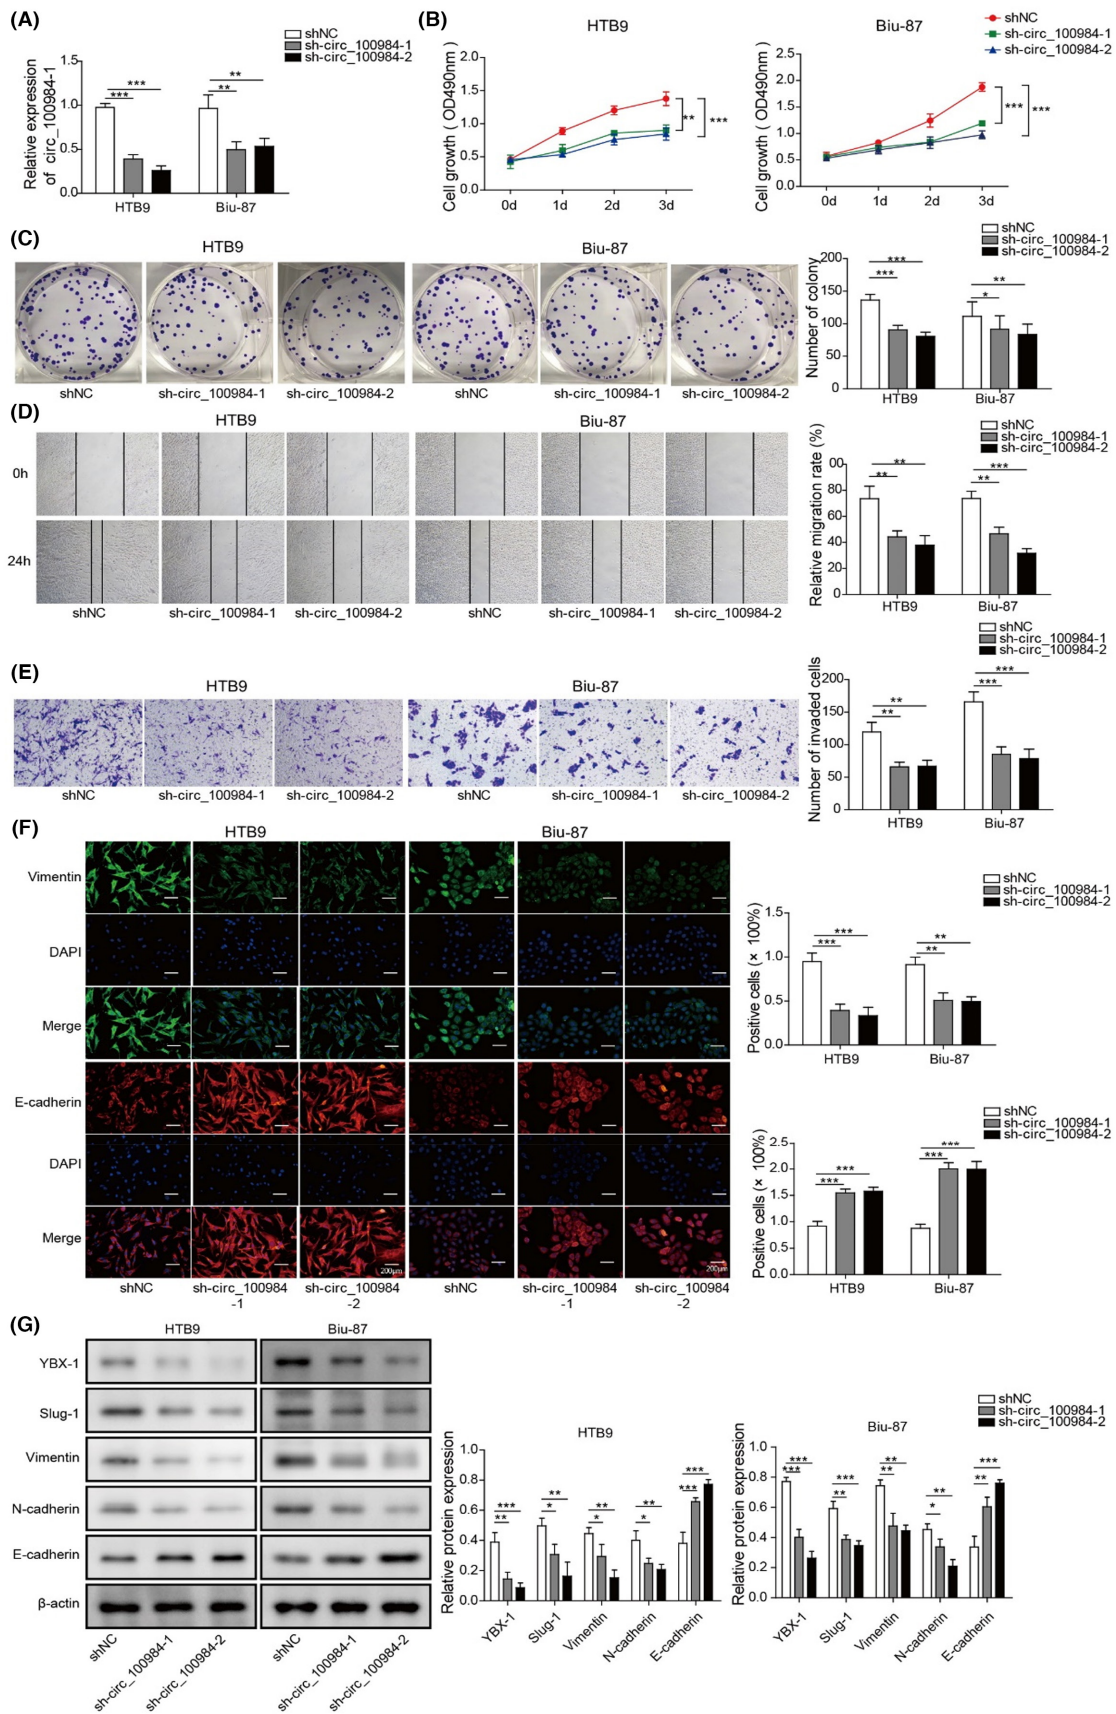 (A)
shNC
sh-circ_100984-1
sh-circ_100984-2
Relative expression
of circ_100984-1
1.5
1.0
0.5
0.0
*** *** ** **
HTB9 Biu-87
(B)
HTB9
Biu-87
shNC
sh-circ_100984-1
sh-circ_100984-2
Cell growth ( OD490nm )
2.0
1.5
1.0
0.5
0.0
0d 1d 2d 3d
** ***
Cell growth ( OD490nm )
2.5
2.0
1.5
1.0
0.5
0.0
0d 1d 2d 3d
*** ***
(C)
HTB9
Biu-87
shNC sh-circ_100984-1 sh-circ_100984-2 shNC sh-circ_100984-1 sh-circ_100984-2
shNC
sh-circ_100984-1
sh-circ_100984-2
Number of colony
200
150
100
50
0
*** *** * **
HTB9 Biu-87
(D)
HTB9
Biu-87
0h
24h
shNC sh-circ_100984-1 sh-circ_100984-2 shNC sh-circ_100984-1 sh-circ_100984-2
shNC
sh-circ_100984-1
sh-circ_100984-2
Relative migration rate (%)
00
80
60
40
20
0
** ** ** ***
HTB9 Biu-87
(E)
HTB9
Biu-87
shNC sh-circ_100984-1 sh-circ_100984-2 shNC sh-circ_100984-1 sh-circ_100984-2
shNC
sh-circ_100984-1
sh-circ_100984-2
Number of invaded cells
200
150
100
50
0
** ** *** ***
HTB9 Biu-87
(F)
HTB9
Biu-87
Vimentin
DAPI
Merge
E-cadherin
DAPI
Merge
200μm
200μm
shNC sh-circ_100984 sh-circ_100984 shNC sh-circ_100984 sh-circ_100984
-1 -2 -1 -2
shNC
sh-circ_100984-1
sh-circ_100984-2
Positive cells (× 100%)
1.5
1.0
0.5
0.0
*** *** ** **
HTB9 Biu-87
shNC
sh-circ_100984-1
sh-circ_100984-2
Positive cells (× 100%)
2.5
2.0
1.5
1.0
0.5
0.0
*** *** *** ***
HTB9 Biu-87
(G)
HTB9 Biu-87
YBX-1
Slug-1
Vimentin
N-cadherin
E-cadherin
β-actin
shNC sh-circ_100984-1 sh-circ_100984-2 shNC sh-circ_100984-1 sh-circ_100984-2
HTB9
Relative protein expression
1.0
0.8
0.6
0.4
0.2
0.0
** *** * ** * ** * ** *** ***
YBX-1 Slug-1 Vimentin N-cadherin E-cadherin
Biu-87
shNC
sh-circ_100984-1
sh-circ_100984-2
Relative protein expression
1.0
0.8
0.6
0.4
0.2
0.0
*** *** ** *** ** ** * ** ** ***
YBX-1 Slug-1 Vimentin N-cadherin E-cadherin